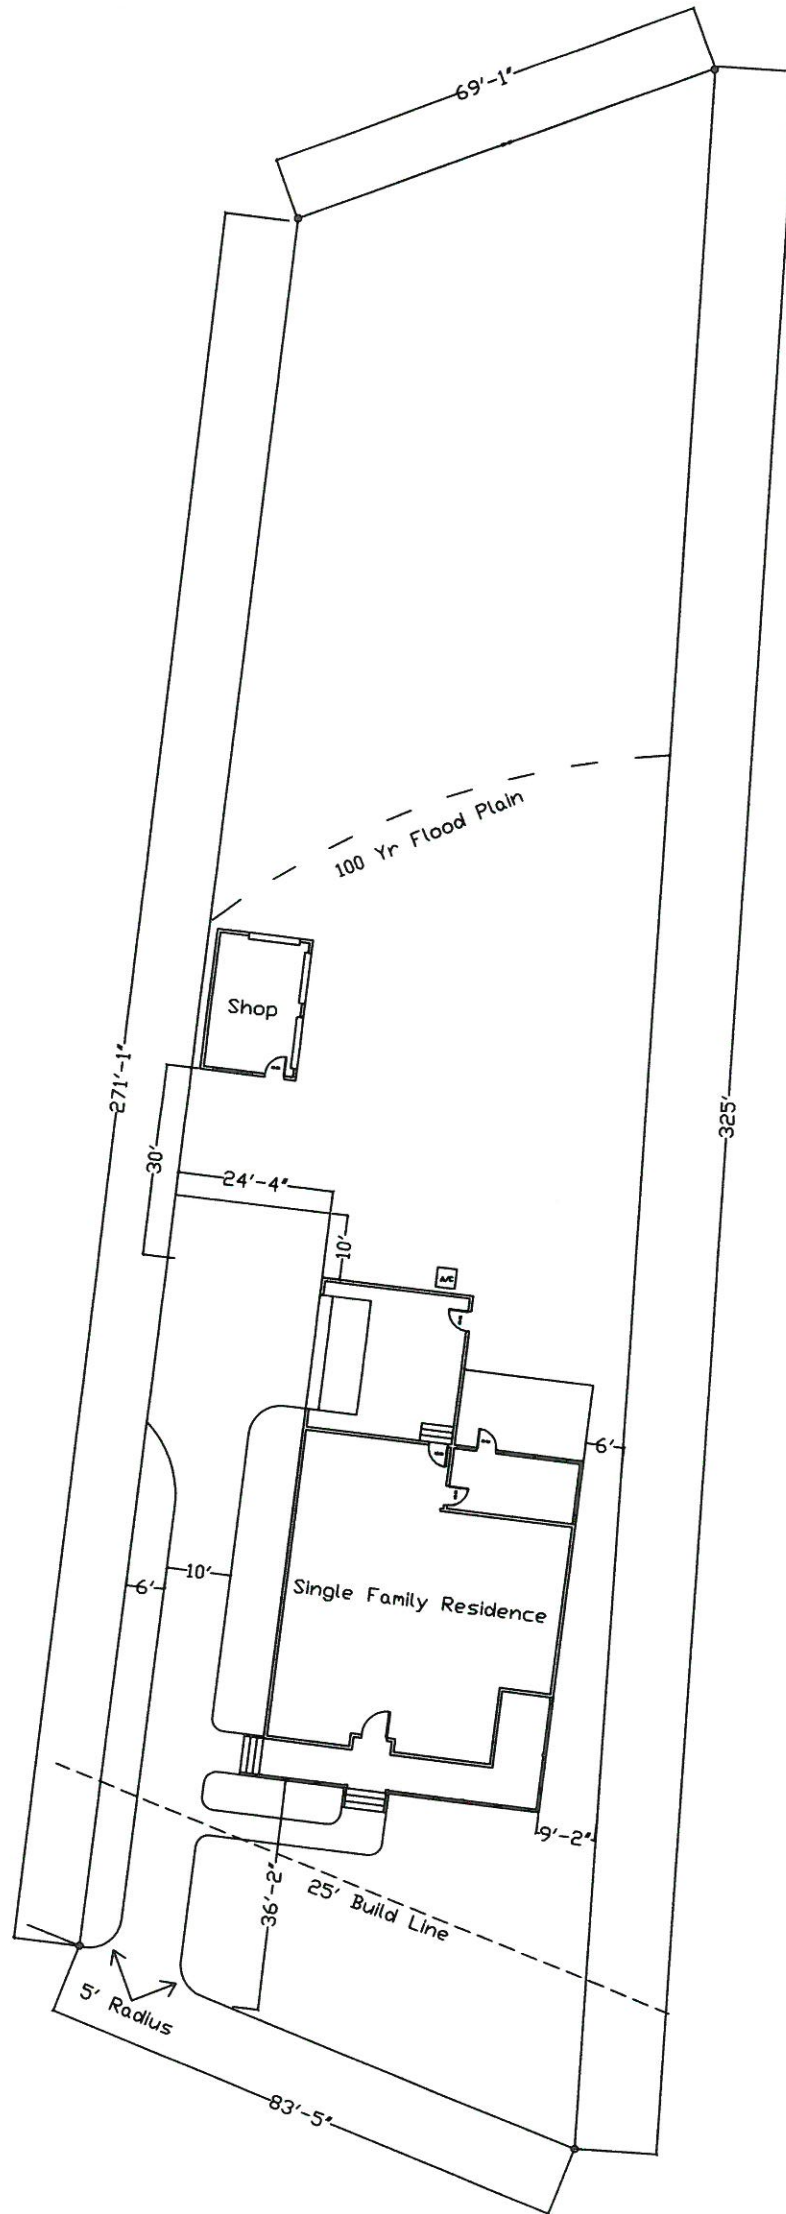 69'-1"
100 Yr Flood Plain
Shop
271'-1"
325'
30'
24'-4"
10'
A/C
6'
10'
6'
Single Family Residence
9'-2"
36'-2"
25' Build Line
5' Radius
83'-5"